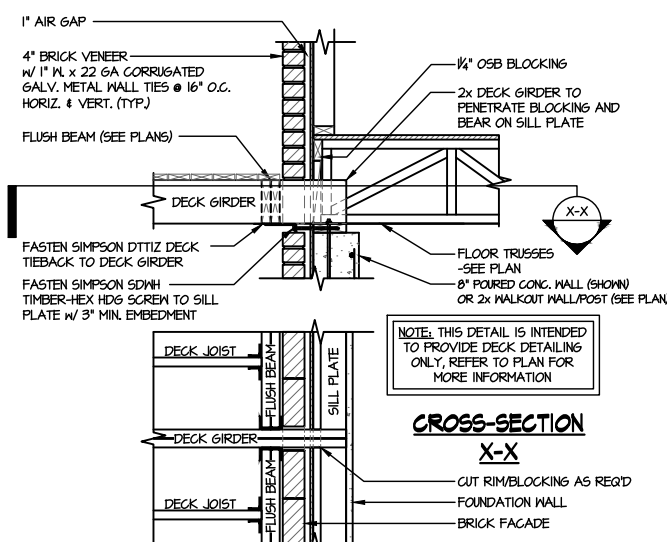 1" AIR GAP
4" BRICK VENEER
W/ 1" W. x 22 GA CORRUGATED
GALV. METAL WALL TIES @ 16" O.C.
HORIZ. & VERT. (TYP.)
FLUSH BEAM (SEE PLANS)
1¼" OSB BLOCKING
2x DECK GIRDER TO
PENETRATE BLOCKING AND
BEAR ON SILL PLATE
DECK GIRDER
X-X
FASTEN SIMPSON DTT1Z DECK
TIEBACK TO DECK GIRDER
FASTEN SIMPSON SDWH
TIMBER-HEX HDG SCREW TO SILL
PLATE W/ 3" MIN. EMBEDMENT
FLOOR TRUSSES
-SEE PLAN
8" POURED CONC. WALL (SHOWN)
OR 2x WALKOUT WALL/POST (SEE PLAN
NOTE: THIS DETAIL IS INTENDED
TO PROVIDE DECK DETAILING
ONLY, REFER TO PLAN FOR
MORE INFORMATION
DECK JOIST
FLUSH BEAM
SILL PLATE
CROSS-SECTION
X-X
DECK GIRDER
DECK JOIST
FLUSH BEAM
CUT RIM/BLOCKING AS REQ'D
FOUNDATION WALL
BRICK FACADE